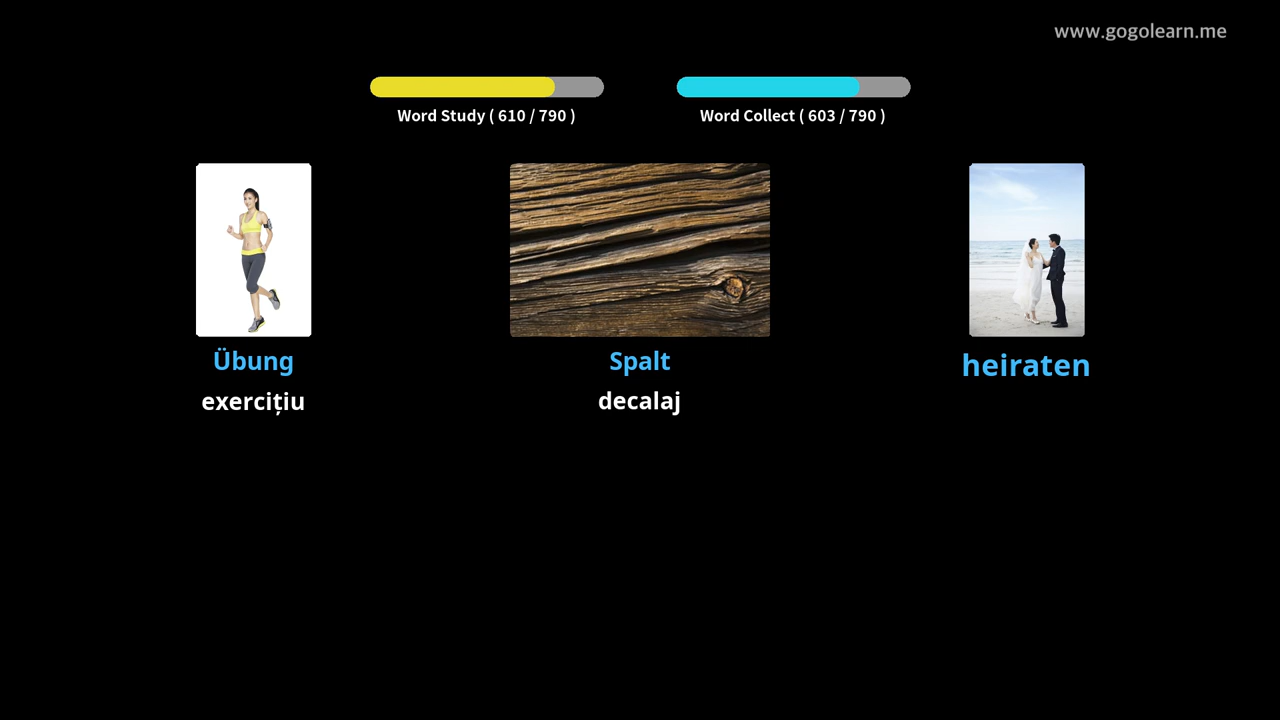 www.gogolearn.me
Word Study ( 610 / 790 )
Word Collect ( 603 / 790 )
Übung
exercițiu
Spalt
decalaj
heiraten